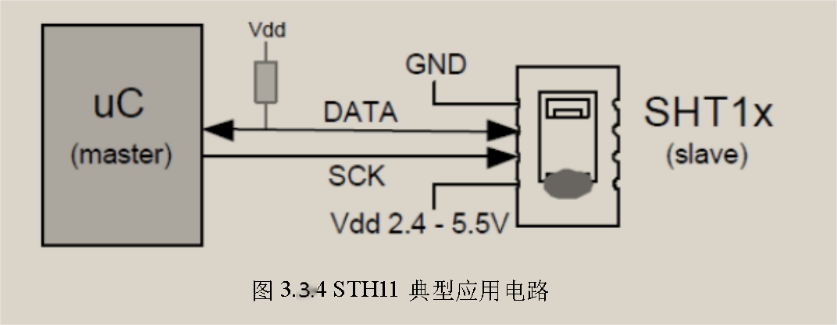 Vdd
uC
(master)
DATA
SCK
GND
Vdd 2.4 - 5.5V
SHT1x
(slave)
图 3.3.4 STH11 典型应用电路